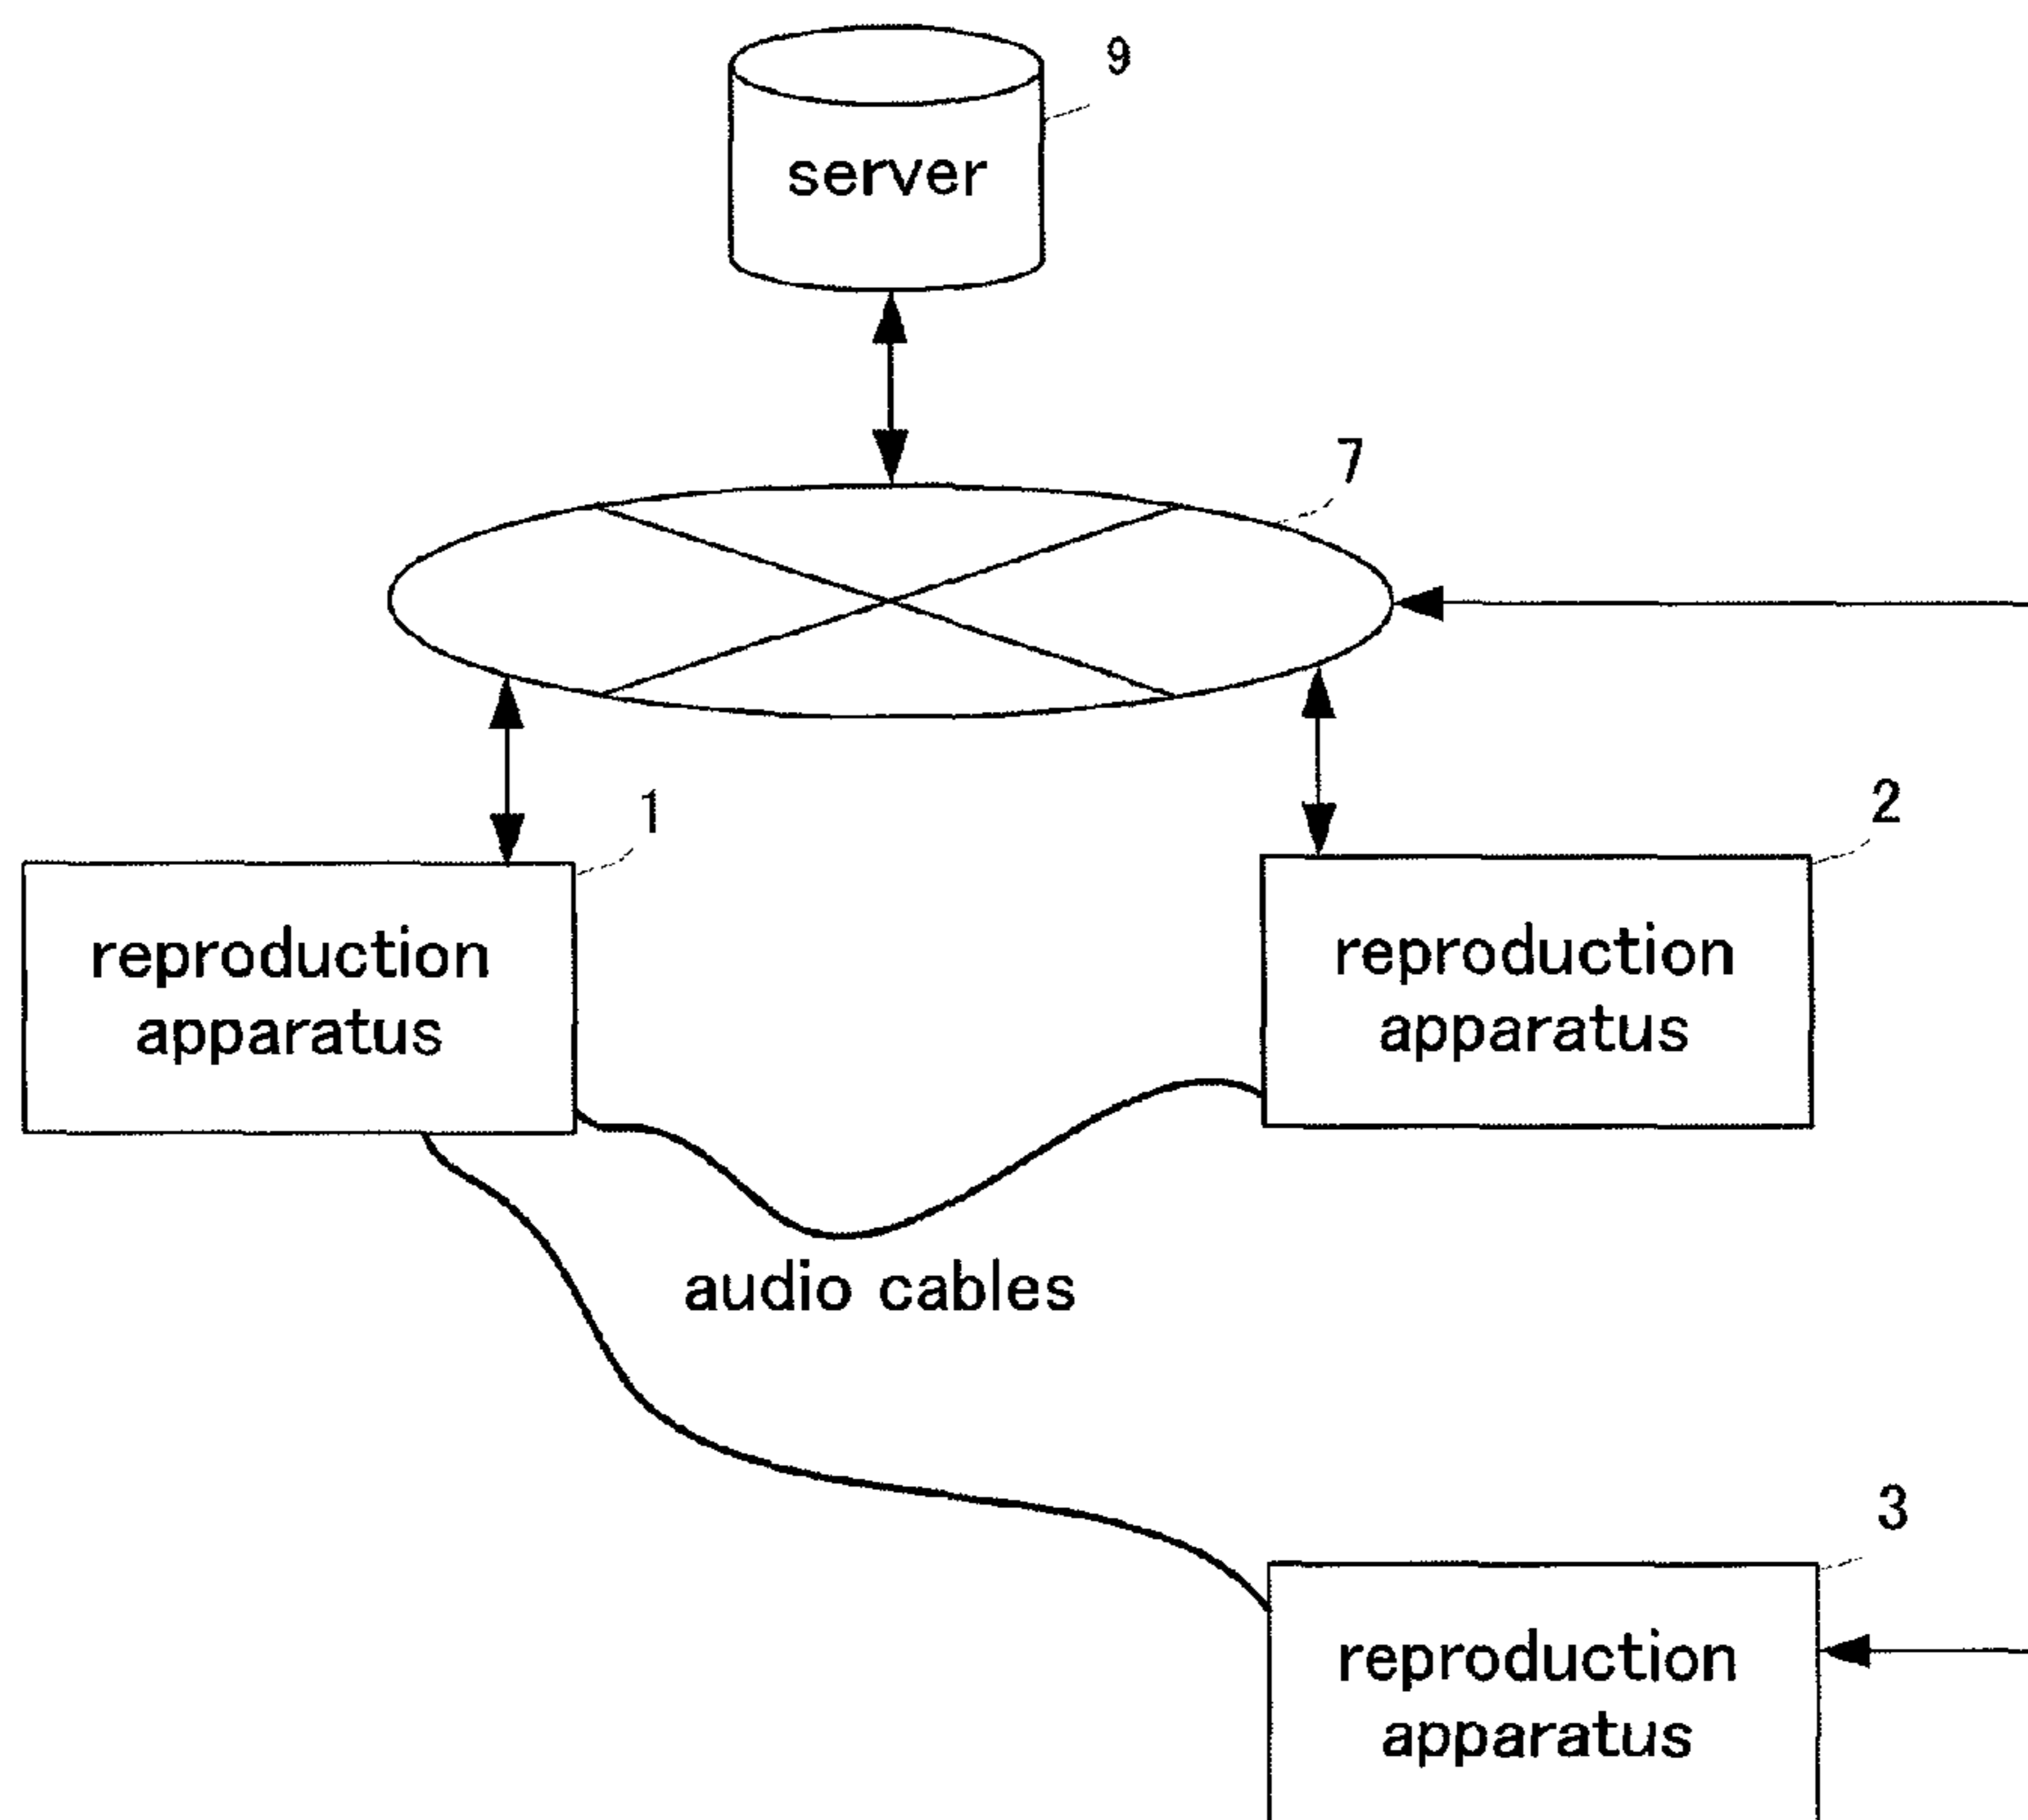 9
server
7
1
2
reproduction
apparatus
reproduction
apparatus
audio cables
3
reproduction
apparatus